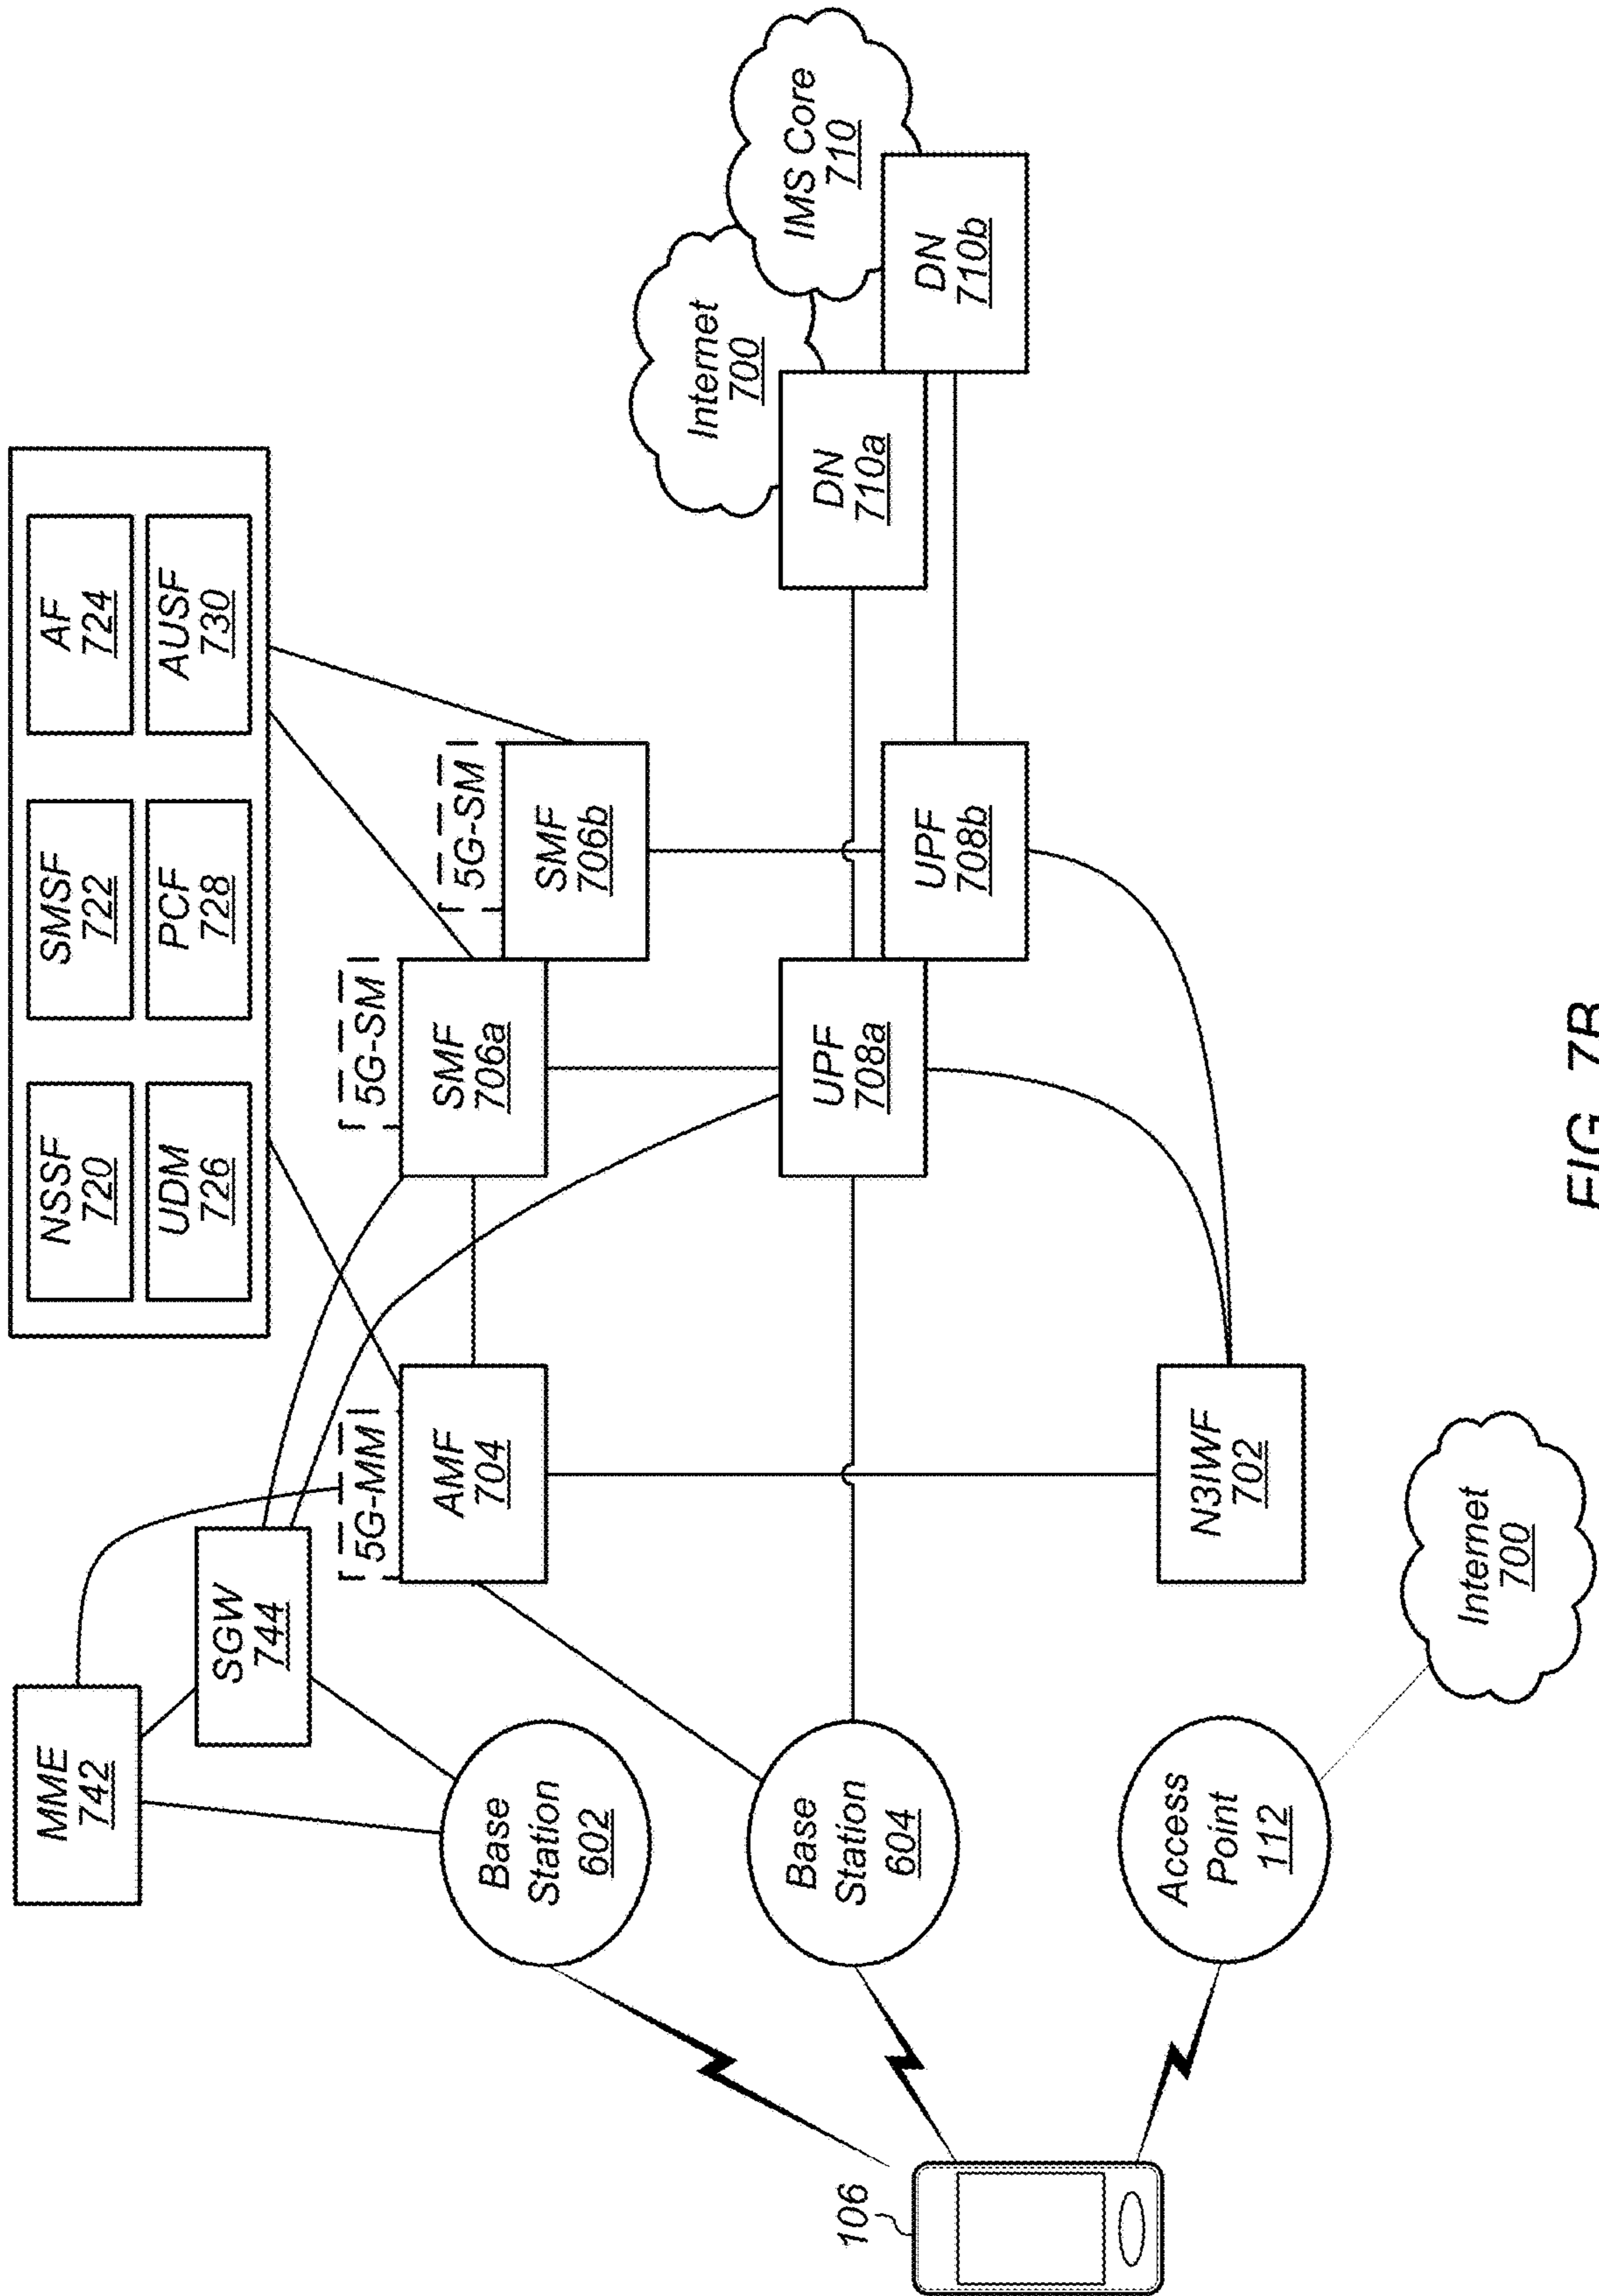 MME
742
SGW
744
NSSF
720
SMSF
722
AF
724
UDM
726
PCF
728
AUSF
730
5G-MM
AMF
704
5G-SM
SMF
706a
5G-SM
SMF
706b
Base
Station
602
Base
Station
604
UPF
708a
UPF
708b
Internet
700
IMS Core
710
DN
710a
DN
710b
106
Access
Point
112
N3IWF
702
Internet
700
FIG. 7B